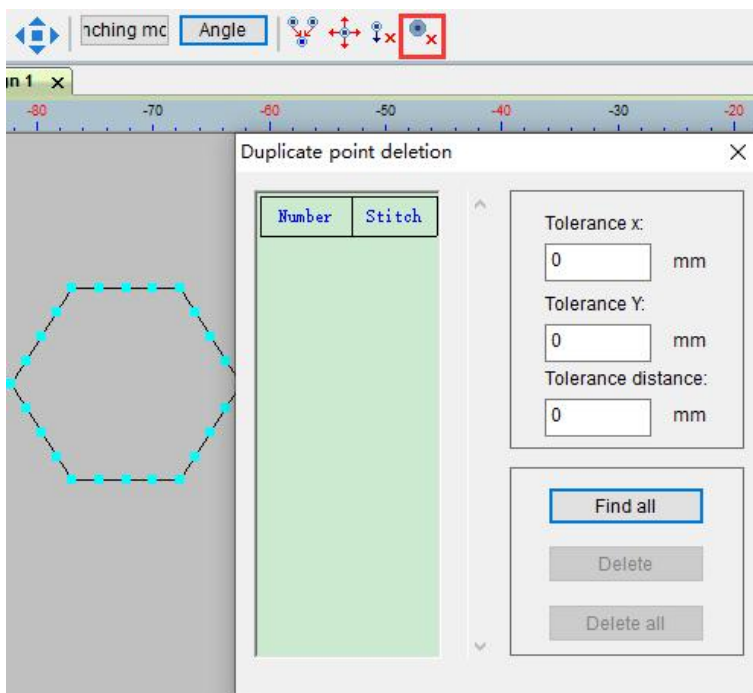 nching mc Angle
gn 1 x
-80 -70 -60 -50 -40 -30 -20
Duplicate point deletion
Number Stitch
Tolerance x:
0 mm
Tolerance Y:
0 mm
Tolerance distance:
0 mm
Find all
Delete
Delete all